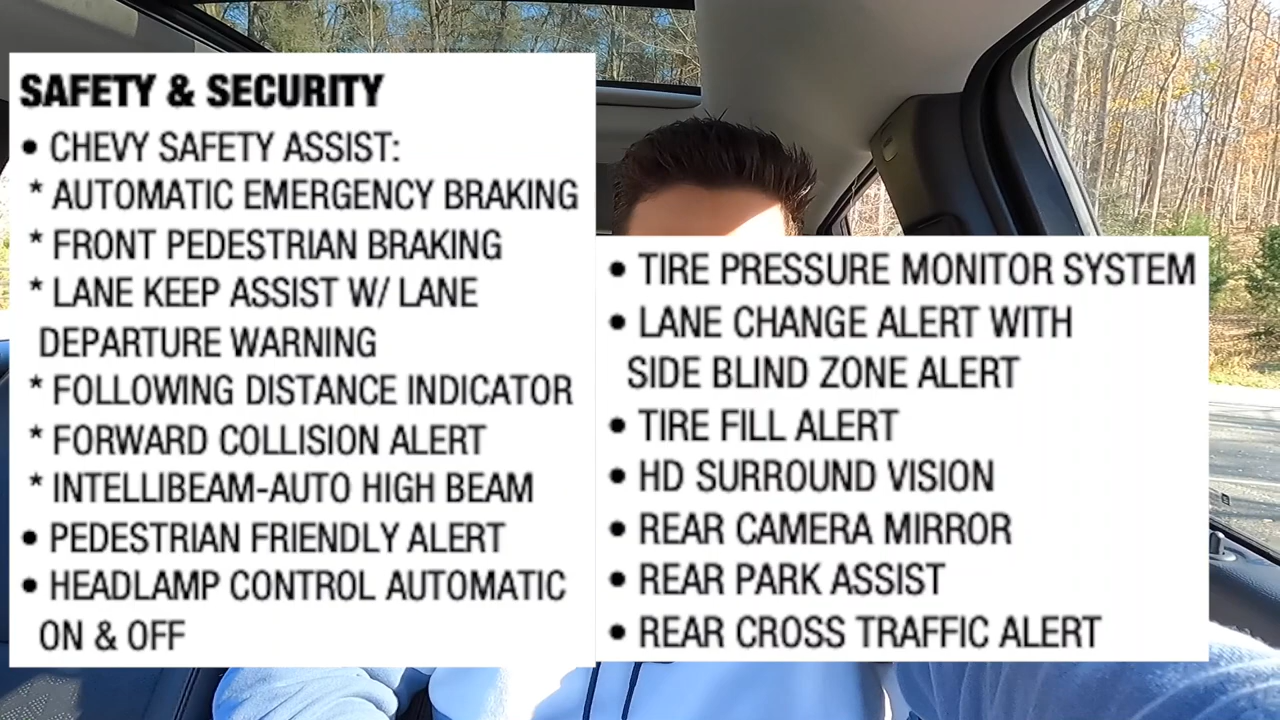 SAFETY & SECURITY
• CHEVY SAFETY ASSIST:
* AUTOMATIC EMERGENCY BRAKING
* FRONT PEDESTRIAN BRAKING
* LANE KEEP ASSIST W/ LANE
DEPARTURE WARNING
* FOLLOWING DISTANCE INDICATOR
* FORWARD COLLISION ALERT
* INTELLIBEAM-AUTO HIGH BEAM
• PEDESTRIAN FRIENDLY ALERT
• HEADLAMP CONTROL AUTOMATIC
ON & OFF
• TIRE PRESSURE MONITOR SYSTEM
• LANE CHANGE ALERT WITH
SIDE BLIND ZONE ALERT
• TIRE FILL ALERT
• HD SURROUND VISION
• REAR CAMERA MIRROR
• REAR PARK ASSIST
• REAR CROSS TRAFFIC ALERT